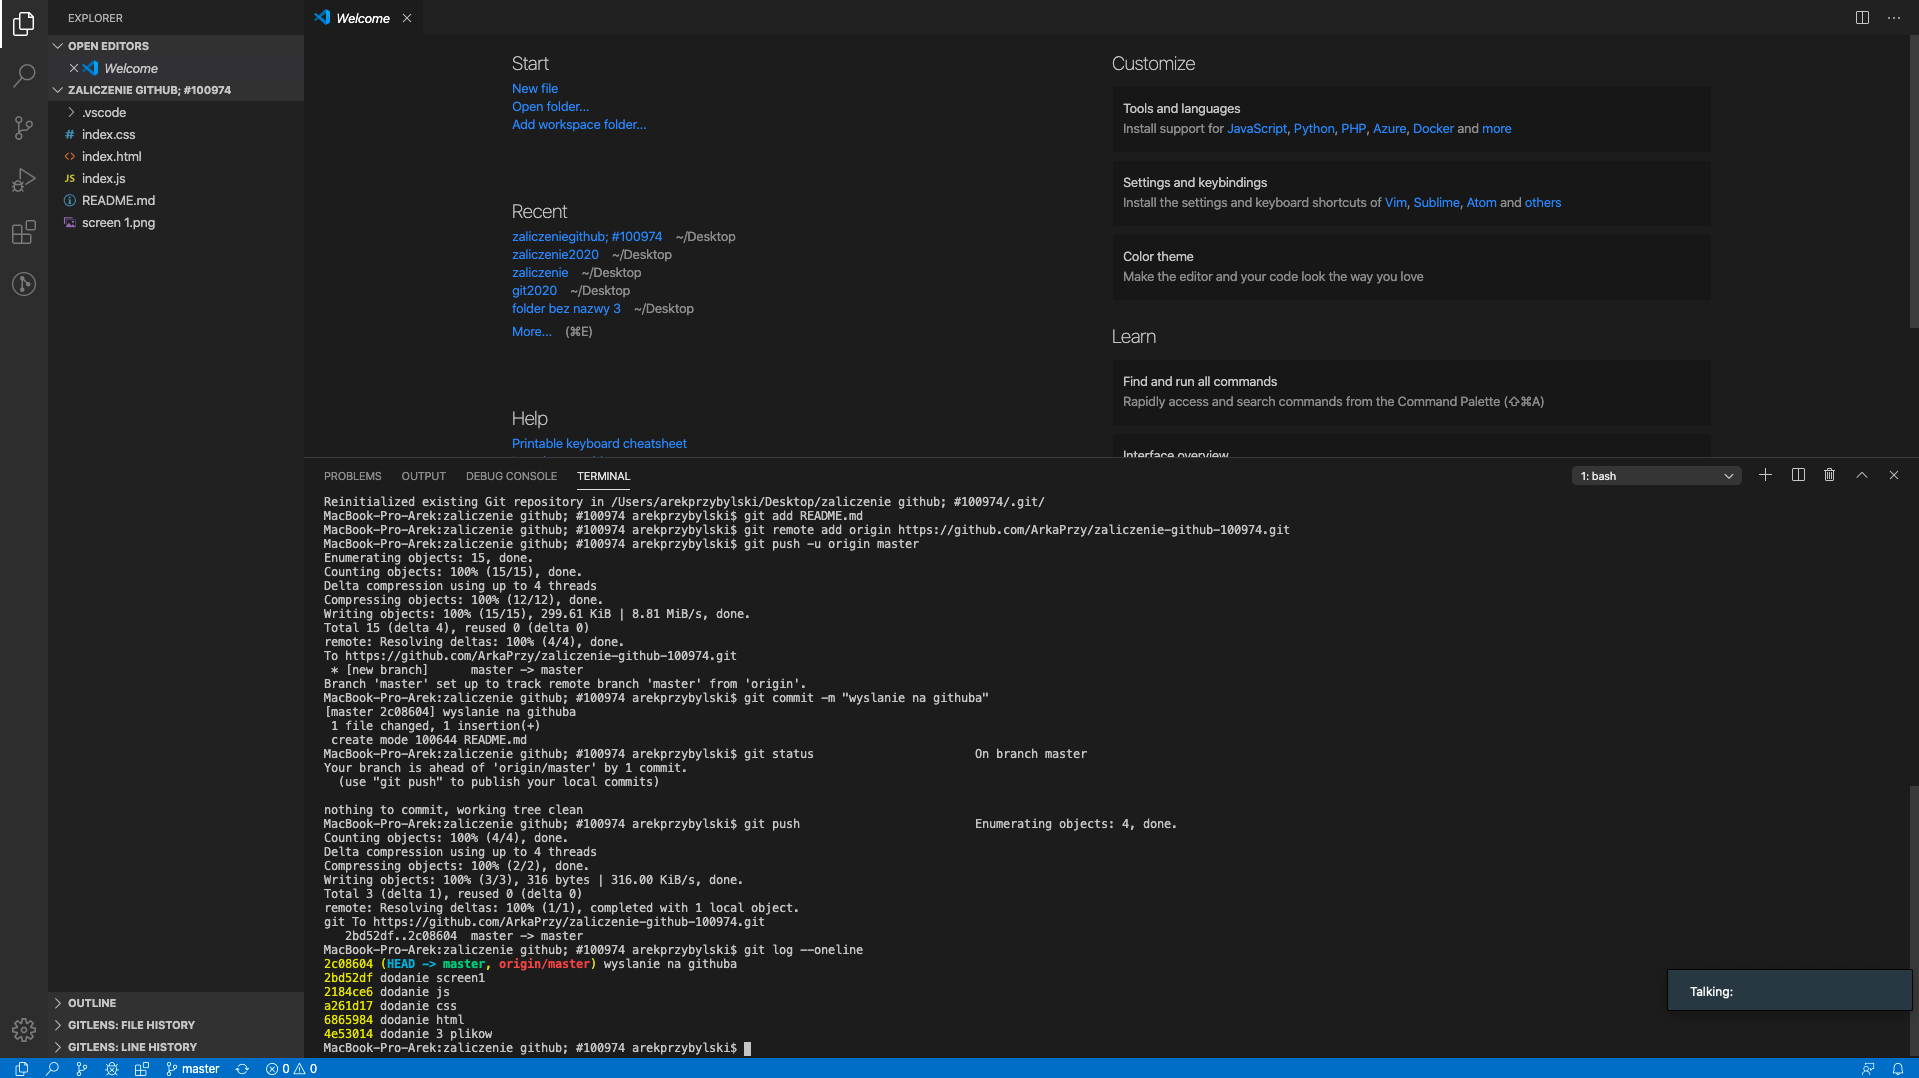 EXPLORER
OPEN EDITORS
Welcome
ZALICZENIE GITHUB; #100974
.vscode
# index.css
<> index.html
JS index.js
README.md
screen 1.png
OUTLINE
GITLENS: FILE HISTORY
GITLENS: LINE HISTORY
Welcome
Start
New file
Open folder...
Add workspace folder...
Recent
zaliczeniegithub; #100974 ~/Desktop
zaliczenie2020 ~/Desktop
zaliczenie ~/Desktop
git2020 ~/Desktop
folder bez nazwy 3 ~/Desktop
More... (⌘E)
Help
Printable keyboard cheatsheet
Customize
Tools and languages
Install support for JavaScript, Python, PHP, Azure, Docker and more
Settings and keybindings
Install the settings and keyboard shortcuts of Vim, Sublime, Atom and others
Color theme
Make the editor and your code look the way you love
Learn
Find and run all commands
Rapidly access and search commands from the Command Palette (⇧⌘A)
Interface overview
PROBLEMS OUTPUT DEBUG CONSOLE TERMINAL
1: bash
Reinitialized existing Git repository in /Users/arekprzybylski/Desktop/zaliczenie github; #100974/.git/
MacBook-Pro-Arek:zaliczenie github; #100974 arekprzybylski$ git add README.md
MacBook-Pro-Arek:zaliczenie github; #100974 arekprzybylski$ git remote add origin https://github.com/ArkaPrzy/zaliczenie-github-100974.git
MacBook-Pro-Arek:zaliczenie github; #100974 arekprzybylski$ git push -u origin master
Enumerating objects: 15, done.
Counting objects: 100% (15/15), done.
Delta compression using up to 4 threads
Compressing objects: 100% (12/12), done.
Writing objects: 100% (15/15), 299.61 KiB | 8.81 MiB/s, done.
Total 15 (delta 4), reused 0 (delta 0)
remote: Resolving deltas: 100% (4/4), done.
To https://github.com/ArkaPrzy/zaliczenie-github-100974.git
 * [new branch]      master -> master
Branch 'master' set up to track remote branch 'master' from 'origin'.
MacBook-Pro-Arek:zaliczenie github; #100974 arekprzybylski$ git commit -m "wyslanie na githuba"
[master 2c08604] wyslanie na githuba
 1 file changed, 1 insertion(+)
 create mode 100644 README.md
MacBook-Pro-Arek:zaliczenie github; #100974 arekprzybylski$ git status On branch master
Your branch is ahead of 'origin/master' by 1 commit.
  (use "git push" to publish your local commits)
nothing to commit, working tree clean
MacBook-Pro-Arek:zaliczenie github; #100974 arekprzybylski$ git push Enumerating objects: 4, done.
Counting objects: 100% (4/4), done.
Delta compression using up to 4 threads
Compressing objects: 100% (2/2), done.
Writing objects: 100% (3/3), 316 bytes | 316.00 KiB/s, done.
Total 3 (delta 1), reused 0 (delta 0)
remote: Resolving deltas: 100% (1/1), completed with 1 local object.
git To https://github.com/ArkaPrzy/zaliczenie-github-100974.git
   2bd52df..2c08604  master -> master
MacBook-Pro-Arek:zaliczenie github; #100974 arekprzybylski$ git log --oneline
2c08604 (HEAD -> master, origin/master) wyslanie na githuba
2bd52df dodanie screen1
2184ce6 dodanie js
a261d17 dodanie css
6865984 dodanie html
4e53014 dodanie 3 plikow
MacBook-Pro-Arek:zaliczenie github; #100974 arekprzybylski$
Talking:
master 0 0